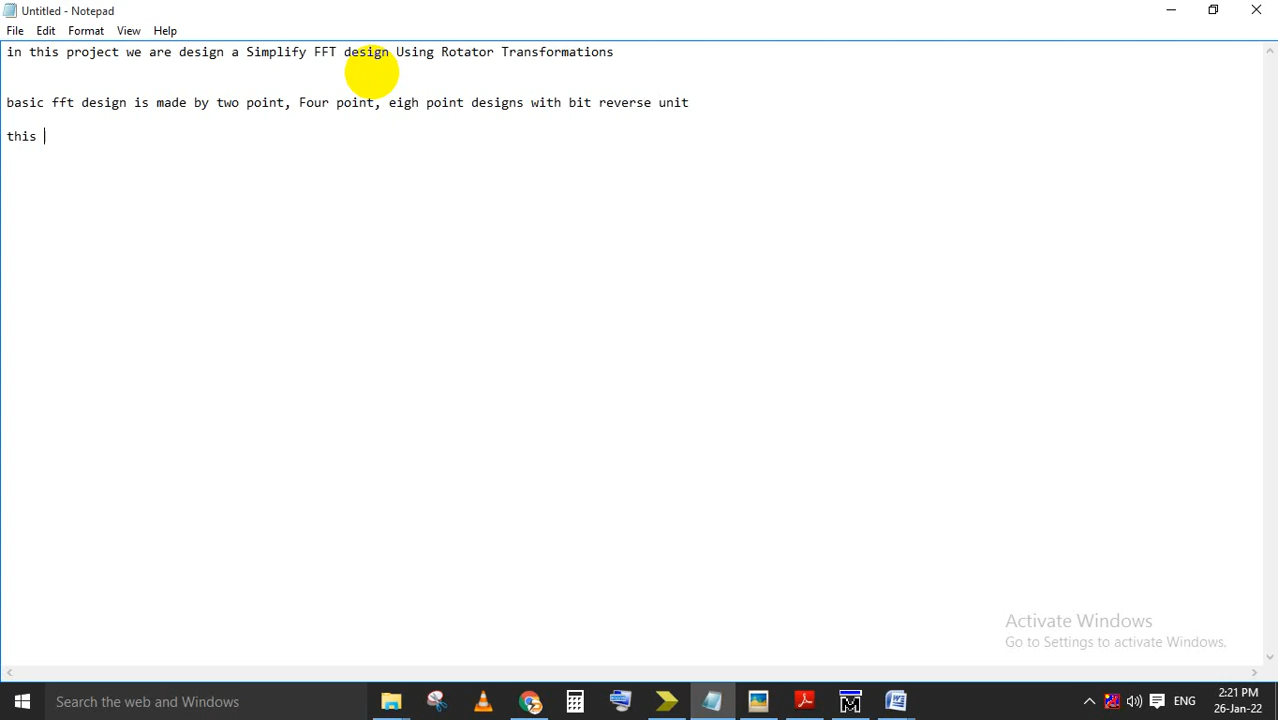 Untitled - Notepad
File Edit Format View Help
in this project we are design a Simplify FFT design Using Rotator Transformations
basic fft design is made by two point, Four point, eigh point designs with bit reverse unit
this
Activate Windows
Go to Settings to activate Windows.
Search the web and Windows
ENG
2:21 PM
26-Jan-22